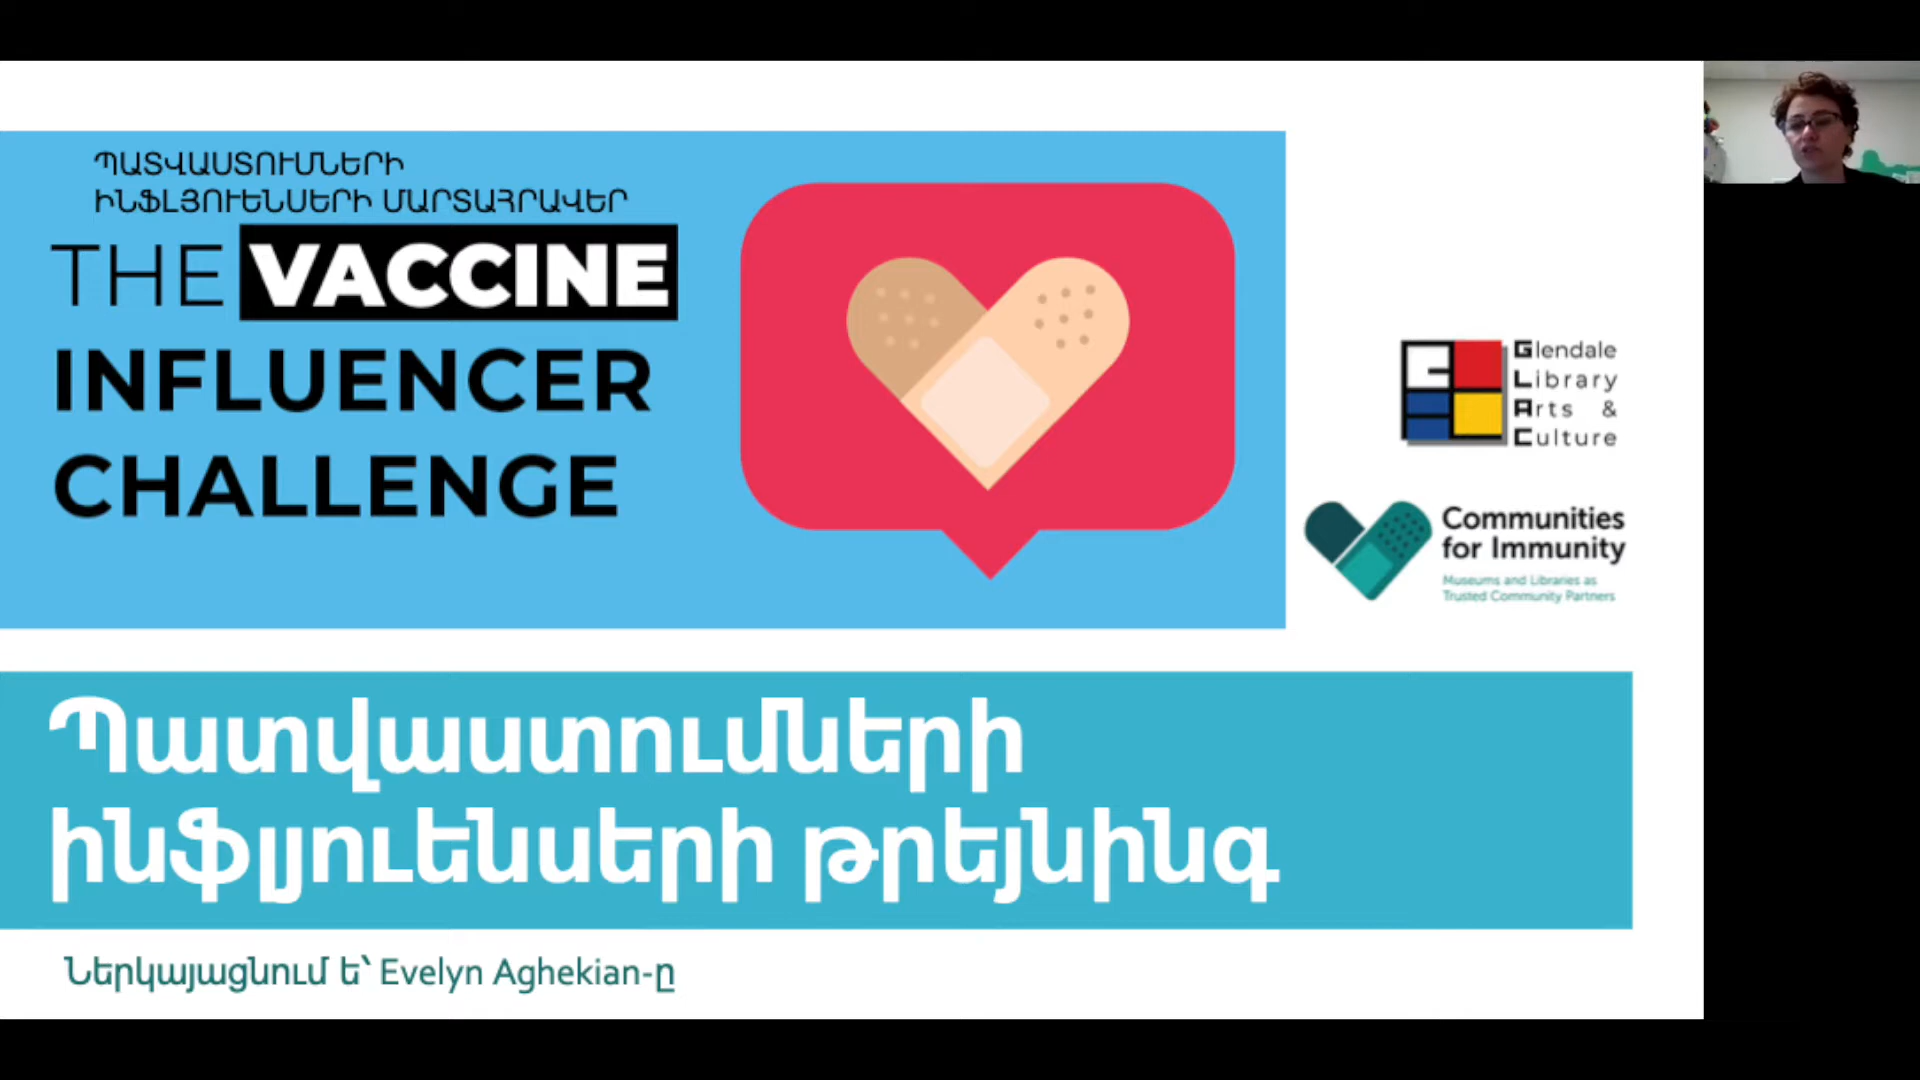 ՊԱՏՎԱՍՏՈՒՄՆԵՐԻ
ԻՆՖԼՅՈՒԵՆՍԵՐԻ ՄԱՐՏԱՀՐԱՎԵՐ
THE VACCINE
INFLUENCER
CHALLENGE
Glendale
Library
Arts &
Culture
Communities
for Immunity
Museums and Libraries as
Trusted Community Partners
Պատվաստումների
ինֆլյուենսերի թրեյնինգ
Ներկայացնում է՝ Evelyn Aghekian-ը